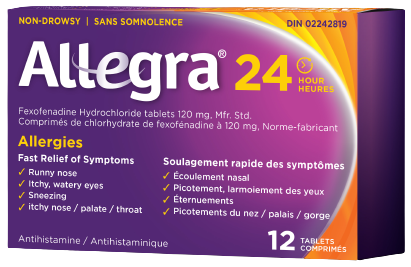 NON-DROWSY | SANS SOMNOLENCE
DIN 02242819
Allegra® 24 HOUR HEURES
Fexofenadine Hydrochloride tablets 120 mg, Mfr. Std.
Comprimés de chlorhydrate de fexofénadine à 120 mg, Norme-fabricant
Allergies
Fast Relief of Symptoms
✓ Runny nose
✓ Itchy, watery eyes
✓ Sneezing
✓ itchy nose / palate / throat
Soulagement rapide des symptômes
✓ Écoulement nasal
✓ Picotement, larmoiement des yeux
✓ Éternuements
✓ Picotements du nez / palais / gorge
Antihistamine / Antihistaminique
12 TABLETS COMPRIMÉS